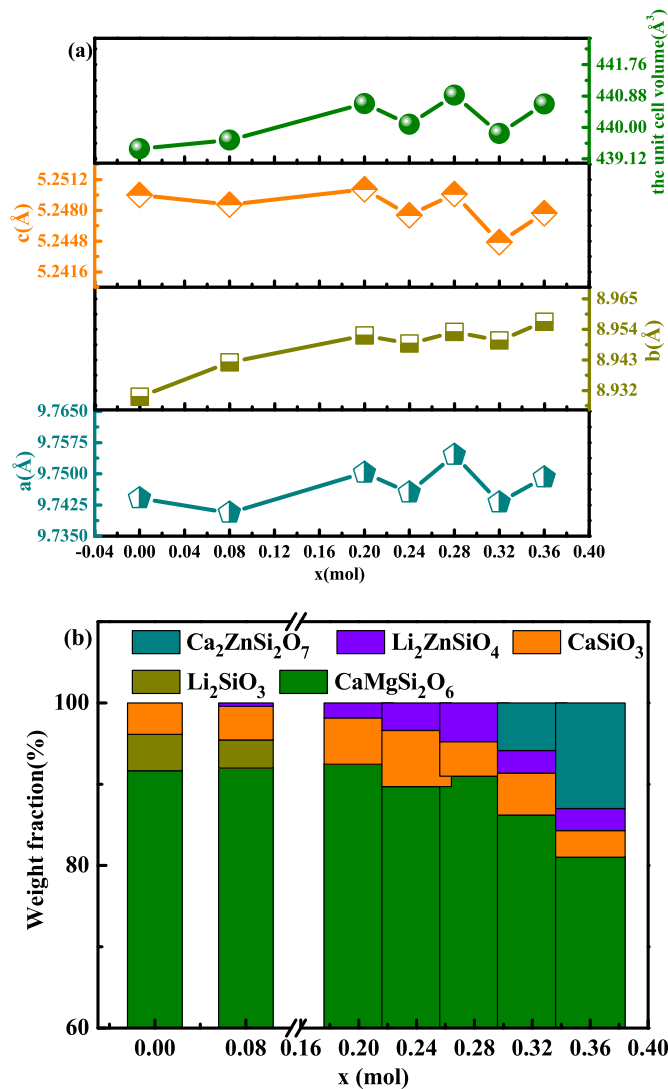 (a)
441.76
440.88
440.00
439.12
the unit cell volume(Å³)
5.2512
5.2480
5.2448
5.2416
c(Å)
8.965
8.954
8.943
8.932
b(Å)
9.7650
9.7575
9.7500
9.7425
9.7350
a(Å)
-0.04 0.00 0.04 0.08 0.12 0.16 0.20 0.24 0.28 0.32 0.36 0.40
x(mol)
(b)
Ca₂ZnSi₂O₇ Li₂ZnSiO₄ CaSiO₃
Li₂SiO₃ CaMgSi₂O₆
100
80
60
Weight fraction(%)
0.00 0.08 0.16 0.20 0.24 0.28 0.32 0.36 0.40
x (mol)